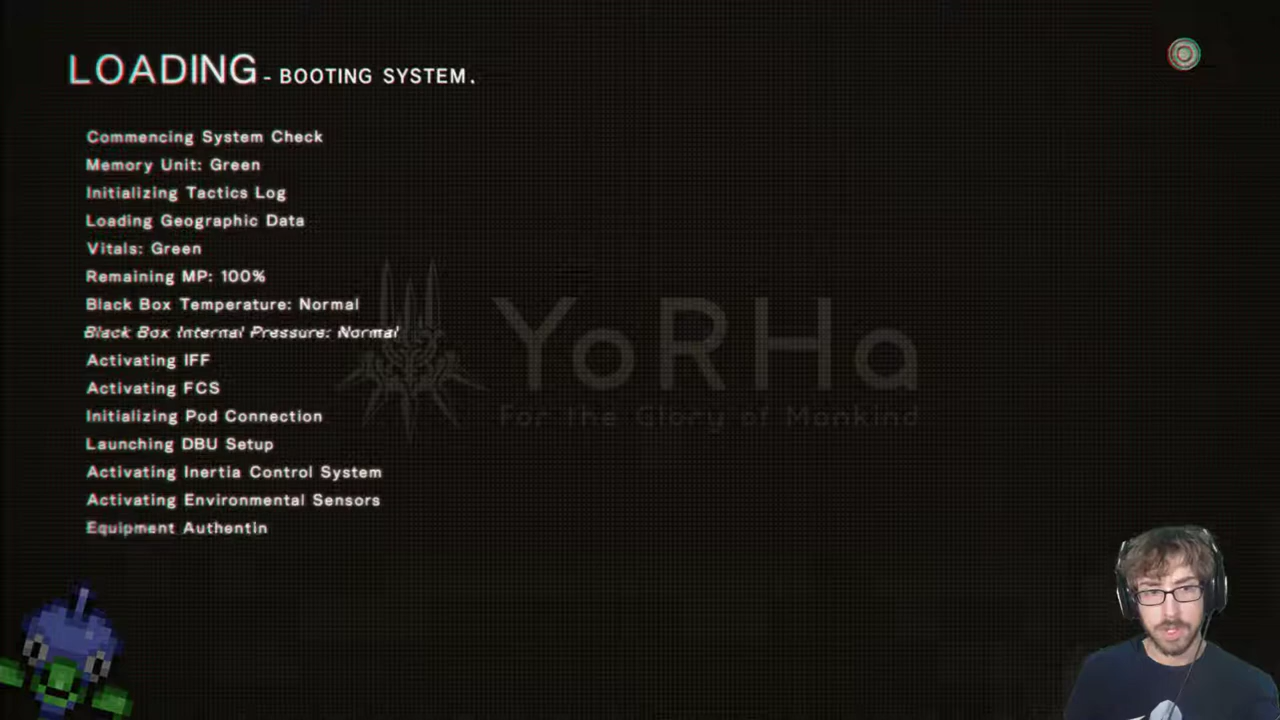 LOADING - BOOTING SYSTEM.
Commencing System Check
Memory Unit: Green
Initializing Tactics Log
Loading Geographic Data
Vitals: Green
Remaining MP: 100%
Black Box Temperature: Normal
Black Box Internal Pressure: Normal
Activating IFF
Activating FCS
Initializing Pod Connection
Launching DBU Setup
Activating Inertia Control System
Activating Environmental Sensors
Equipment Authentin
YoRHa
For the Glory of Mankind